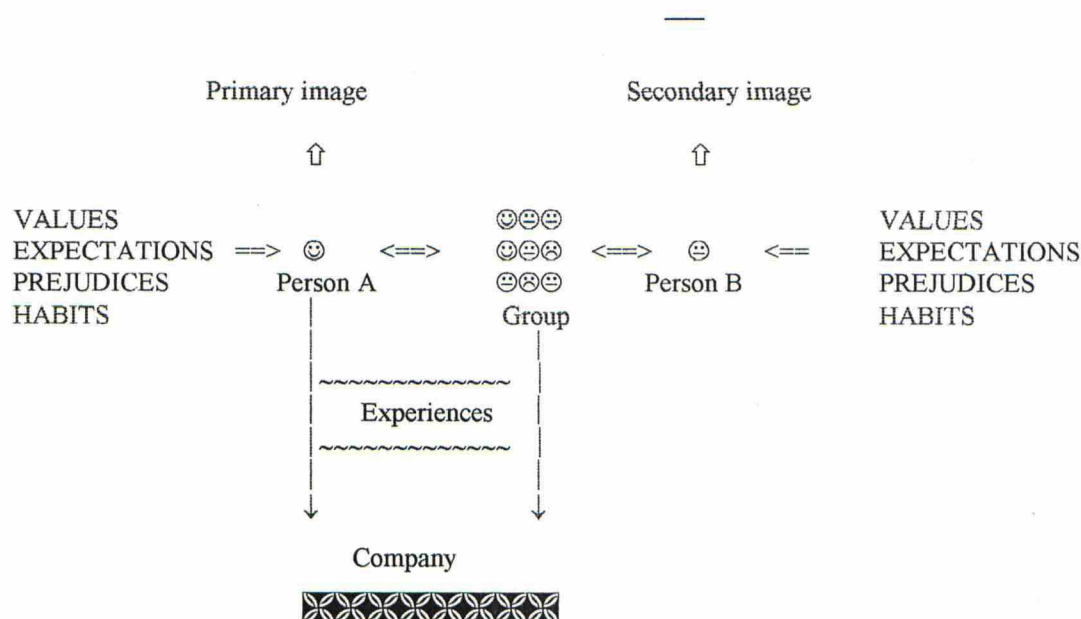 Primary image Secondary image
⇧ ⇧
VALUES ☺😐😐 VALUES
EXPECTATIONS ==> ☺ <==> ☺😐☹ <==> 😐 <== EXPECTATIONS
PREJUDICES Person A 😐☹😐 Person B PREJUDICES
HABITS Group HABITS
~~~~~~~~~~~~~
Experiences
~~~~~~~~~~~~~
Company